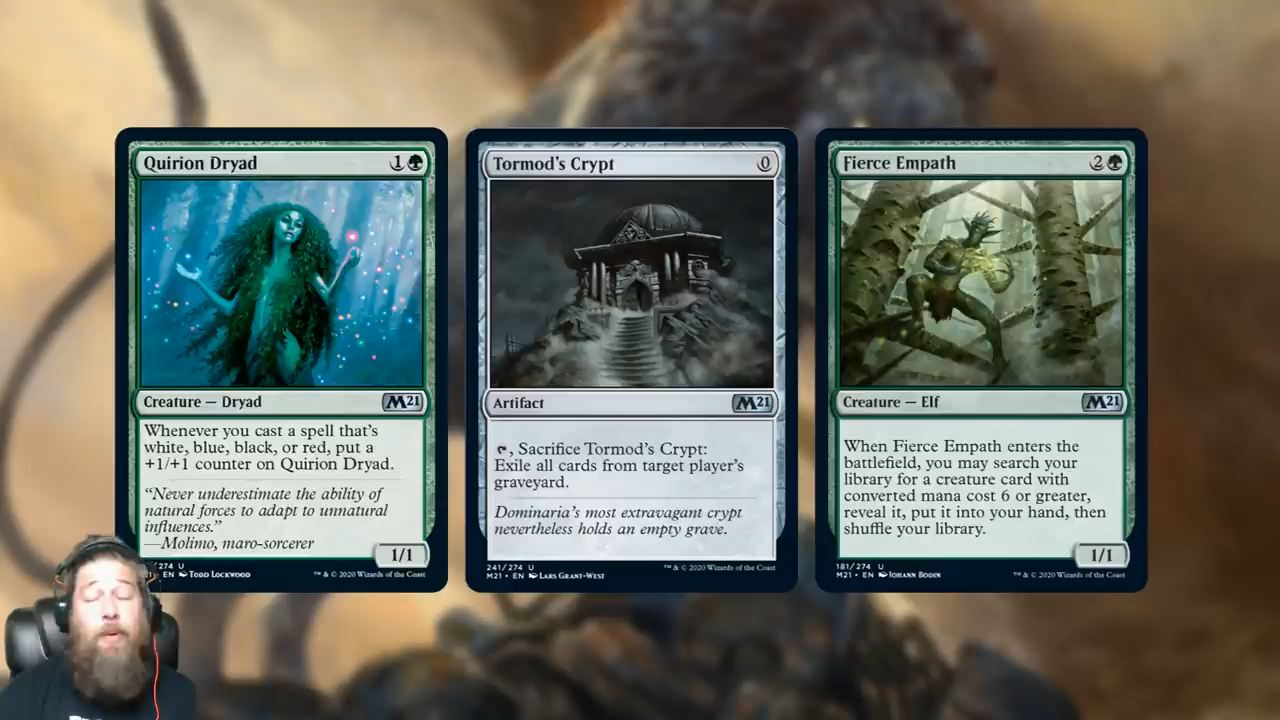 Quirion Dryad 1
Creature — Dryad M21
Whenever you cast a spell that's
white, blue, black, or red, put a
+1/+1 counter on Quirion Dryad.
"Never underestimate the ability of
natural forces to adapt to unnatural
influences."
—Molimo, maro-sorcerer
1/1
274 U
EN Todd Lockwood ™ & © 2020 Wizards of the Coast
Tormod's Crypt 0
Artifact M21
, Sacrifice Tormod's Crypt:
Exile all cards from target player's
graveyard.
Dominaria's most extravagant crypt
nevertheless holds an empty grave.
241/274 U
M21 • EN Lars Grant-West ™ & © 2020 Wizards of the Coast
Fierce Empath 2
Creature — Elf M21
When Fierce Empath enters the
battlefield, you may search your
library for a creature card with
converted mana cost 6 or greater,
reveal it, put it into your hand, then
shuffle your library.
1/1
181/274 U
M21 • EN Johann Bodin ™ & © 2020 Wizards of the Coast